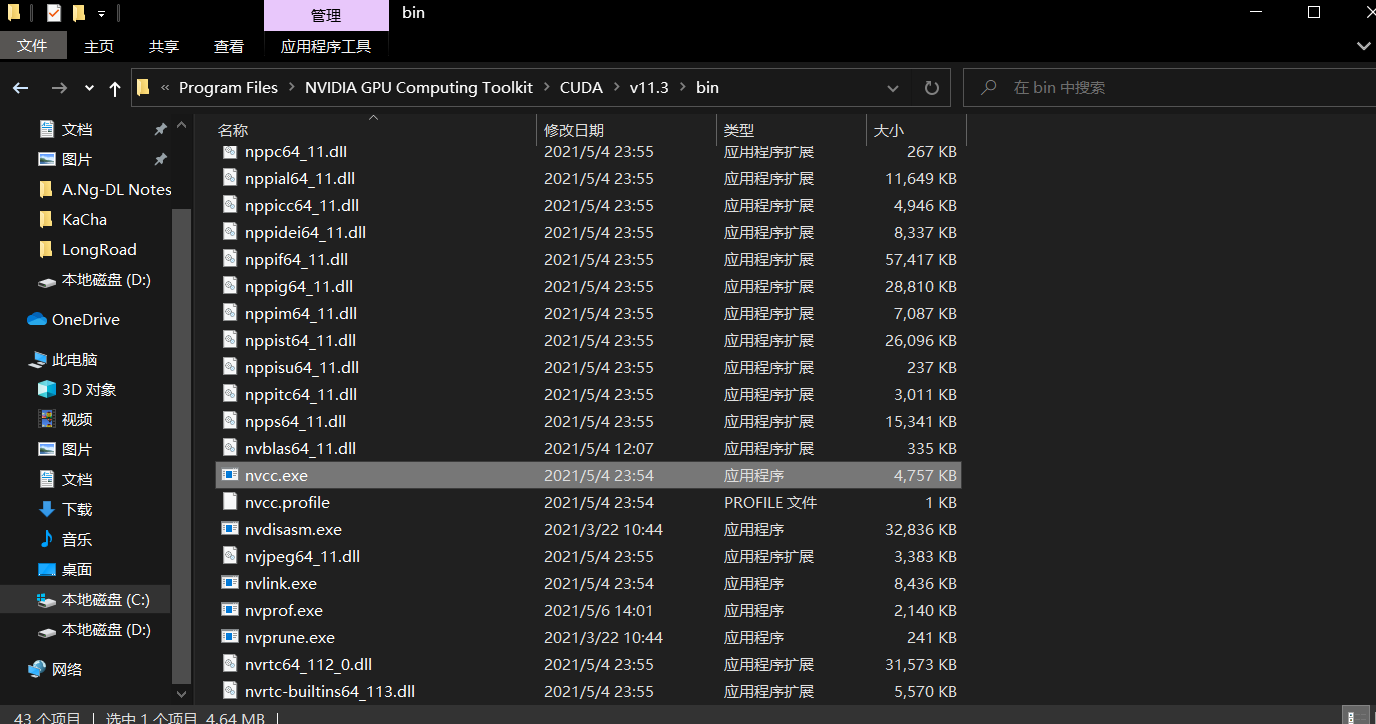 管理
bin
文件 主页 共享 查看 应用程序工具
« Program Files > NVIDIA GPU Computing Toolkit > CUDA > v11.3 > bin
在 bin 中搜索
文档
图片
A.Ng-DL Notes
KaCha
LongRoad
本地磁盘 (D:)
OneDrive
此电脑
3D 对象
视频
图片
文档
下载
音乐
桌面
本地磁盘 (C:)
本地磁盘 (D:)
网络
名称 修改日期 类型 大小
nppc64_11.dll 2021/5/4 23:55 应用程序扩展 267 KB
nppial64_11.dll 2021/5/4 23:55 应用程序扩展 11,649 KB
nppicc64_11.dll 2021/5/4 23:55 应用程序扩展 4,946 KB
nppidei64_11.dll 2021/5/4 23:55 应用程序扩展 8,337 KB
nppif64_11.dll 2021/5/4 23:55 应用程序扩展 57,417 KB
nppig64_11.dll 2021/5/4 23:55 应用程序扩展 28,810 KB
nppim64_11.dll 2021/5/4 23:55 应用程序扩展 7,087 KB
nppist64_11.dll 2021/5/4 23:55 应用程序扩展 26,096 KB
nppisu64_11.dll 2021/5/4 23:55 应用程序扩展 237 KB
nppitc64_11.dll 2021/5/4 23:55 应用程序扩展 3,011 KB
npps64_11.dll 2021/5/4 23:55 应用程序扩展 15,341 KB
nvblas64_11.dll 2021/5/4 12:07 应用程序扩展 335 KB
nvcc.exe 2021/5/4 23:54 应用程序 4,757 KB
nvcc.profile 2021/5/4 23:54 PROFILE 文件 1 KB
nvdisasm.exe 2021/3/22 10:44 应用程序 32,836 KB
nvjpeg64_11.dll 2021/5/4 23:55 应用程序扩展 3,383 KB
nvlink.exe 2021/5/4 23:54 应用程序 8,436 KB
nvprof.exe 2021/5/6 14:01 应用程序 2,140 KB
nvprune.exe 2021/3/22 10:44 应用程序 241 KB
nvrtc64_112_0.dll 2021/5/4 23:55 应用程序扩展 31,573 KB
nvrtc-builtins64_113.dll 2021/5/4 23:55 应用程序扩展 5,570 KB
43 个项目 | 选中 1 个项目 4.64 MB |